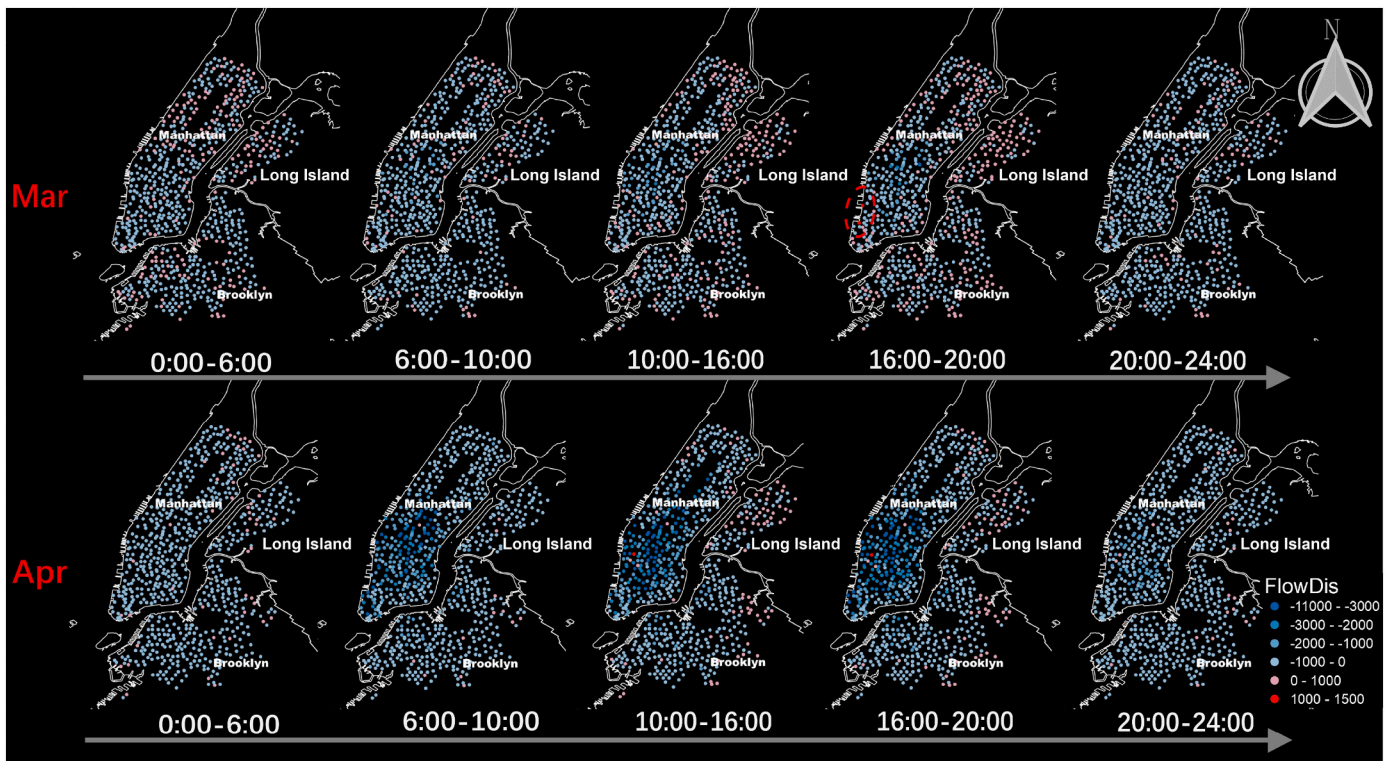 N
Manhattan
Long Island
Brooklyn
Manhattan
Long Island
Brooklyn
Manhattan
Long Island
Brooklyn
Manhattan
Long Island
Brooklyn
Manhattan
Long Island
Brooklyn
Mar
0:00-6:00
6:00-10:00
10:00-16:00
16:00-20:00
20:00-24:00
Manhattan
Long Island
Brooklyn
Manhattan
Long Island
Brooklyn
Manhattan
Long Island
Brooklyn
Manhattan
Long Island
Brooklyn
Manhattan
Long Island
Brooklyn
Apr
FlowDis
-11000 - -3000
-3000 - -2000
-2000 - -1000
-1000 - 0
0 - 1000
1000 - 1500
0:00-6:00
6:00-10:00
10:00-16:00
16:00-20:00
20:00-24:00